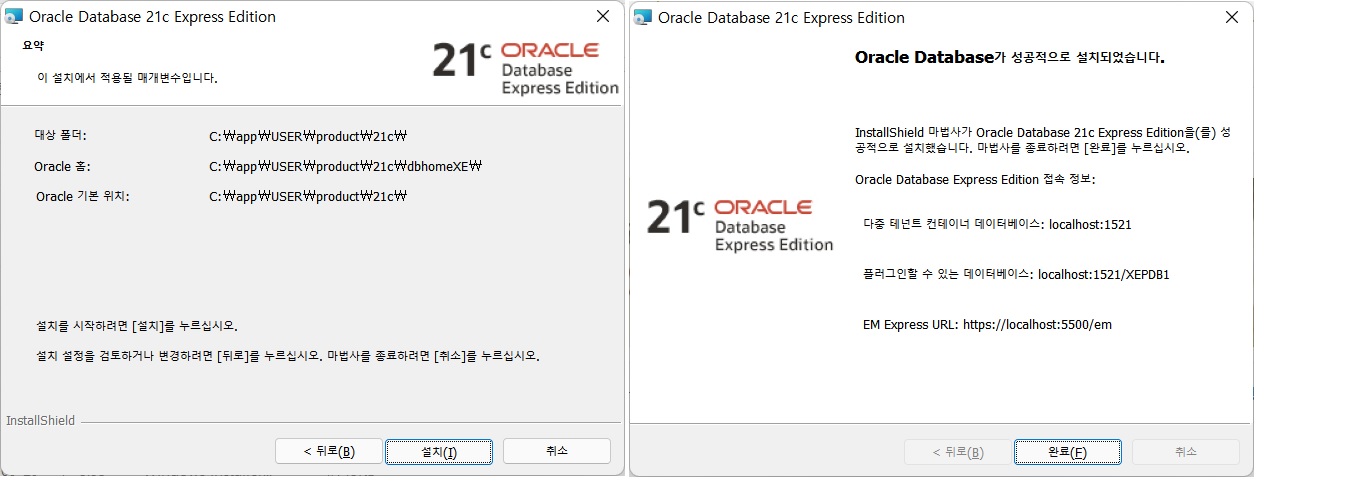 Oracle Database 21c Express Edition
요약
이 설치에서 적용될 매개변수입니다.
21c ORACLE
Database
Express Edition
대상 폴더: C:₩app₩USER₩product₩21c₩
Oracle 홈: C:₩app₩USER₩product₩21c₩dbhomeXE₩
Oracle 기본 위치: C:₩app₩USER₩product₩21c₩
설치를 시작하려면 [설치]를 누르십시오.
설치 설정을 검토하거나 변경하려면 [뒤로]를 누르십시오. 마법사를 종료하려면 [취소]를 누르십시오.
InstallShield
< 뒤로(B) 설치(I) 취소
Oracle Database 21c Express Edition
Oracle Database가 성공적으로 설치되었습니다.
InstallShield 마법사가 Oracle Database 21c Express Edition을(를) 성
공적으로 설치했습니다. 마법사를 종료하려면 [완료]를 누르십시오.
Oracle Database Express Edition 접속 정보:
21c ORACLE
Database
Express Edition
다중 테넌트 컨테이너 데이터베이스: localhost:1521
플러그인할 수 있는 데이터베이스: localhost:1521/XEPDB1
EM Express URL: https://localhost:5500/em
< 뒤로(B) 완료(F) 취소